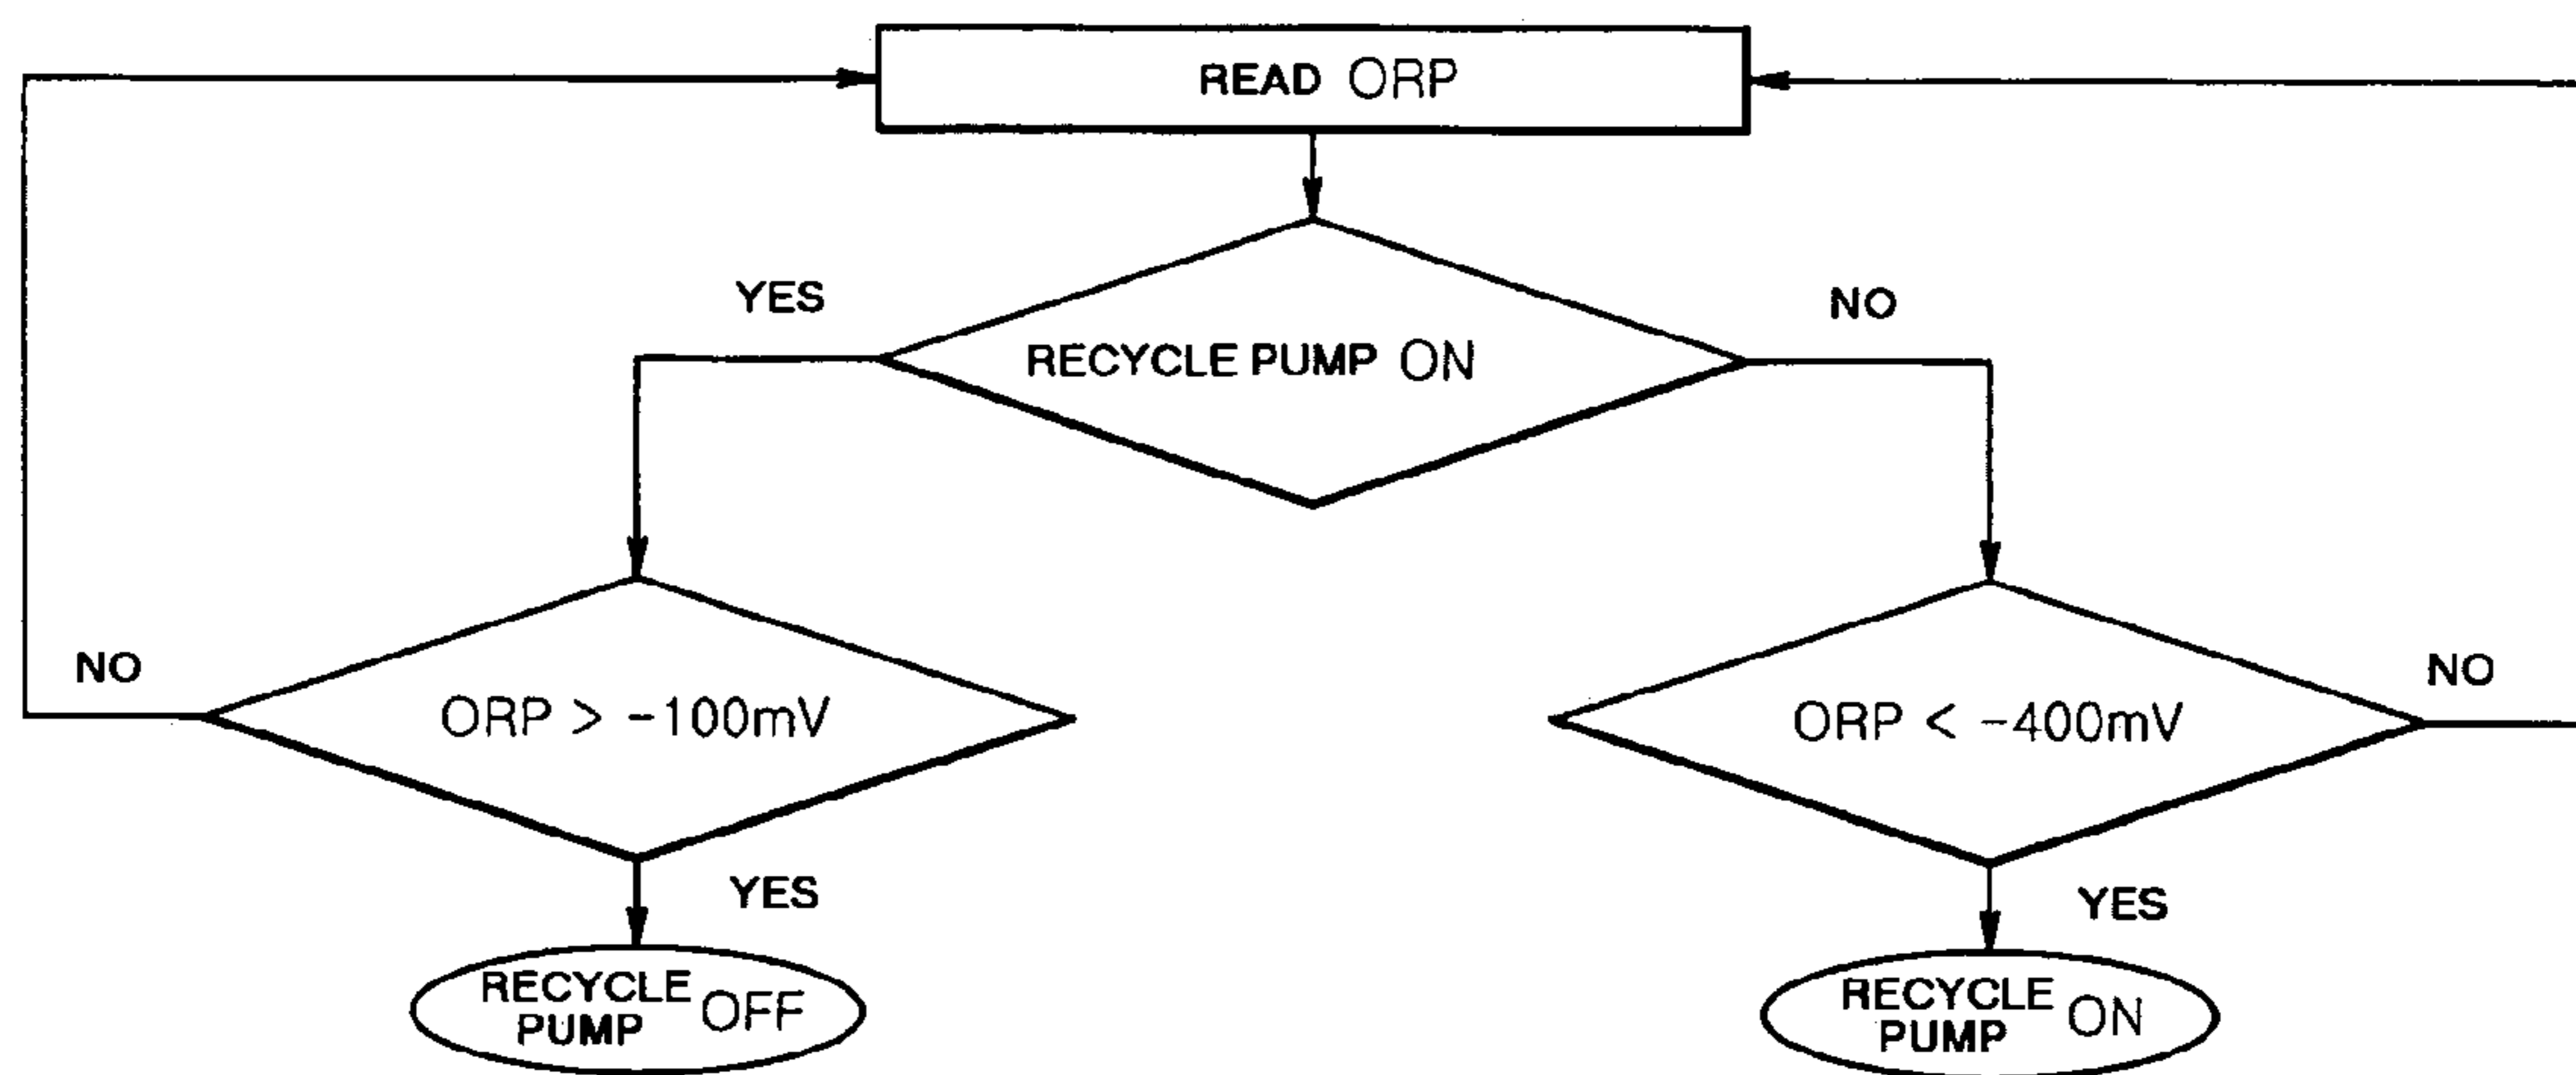 READ ORP
YES
NO
RECYCLE PUMP ON
NO
ORP > -100mV
ORP < -400mV
NO
YES
YES
RECYCLE
PUMP OFF
RECYCLE
PUMP ON